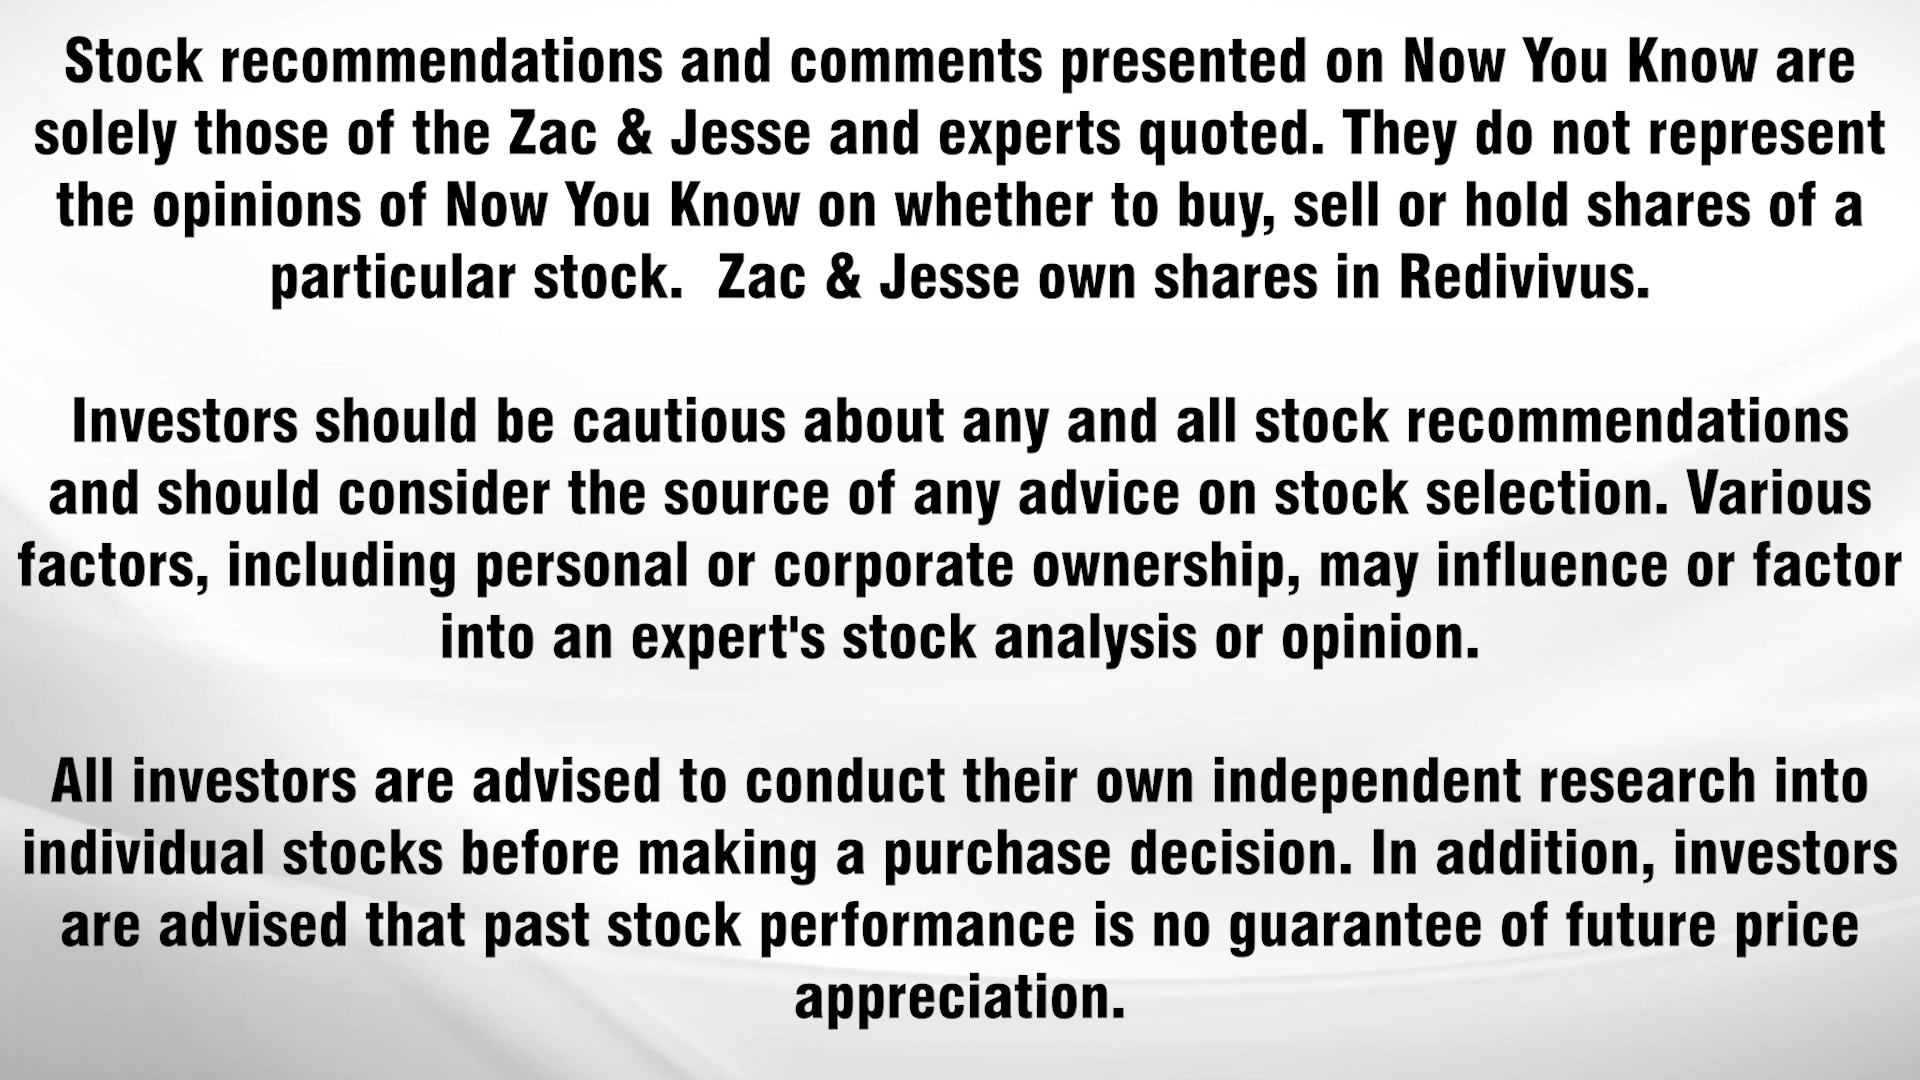 Stock recommendations and comments presented on Now You Know are
solely those of the Zac & Jesse and experts quoted. They do not represent
the opinions of Now You Know on whether to buy, sell or hold shares of a
particular stock.  Zac & Jesse own shares in Redivivus.
Investors should be cautious about any and all stock recommendations
and should consider the source of any advice on stock selection. Various
factors, including personal or corporate ownership, may influence or factor
into an expert's stock analysis or opinion.
All investors are advised to conduct their own independent research into
individual stocks before making a purchase decision. In addition, investors
are advised that past stock performance is no guarantee of future price
appreciation.